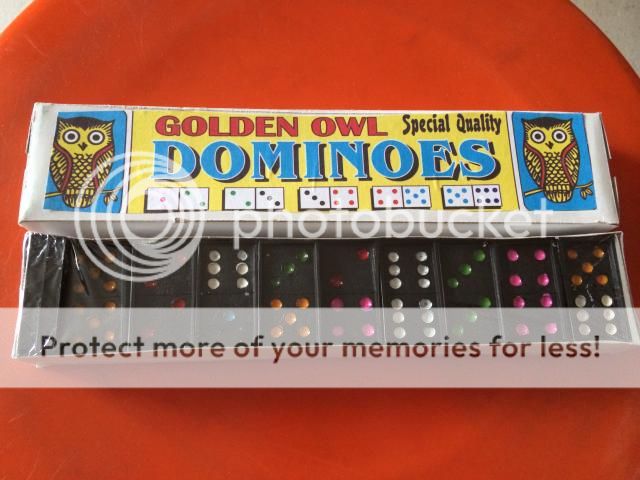 GOLDEN OWL Special Quality
DOMINOES
photobucket
Protect more of your memories for less!